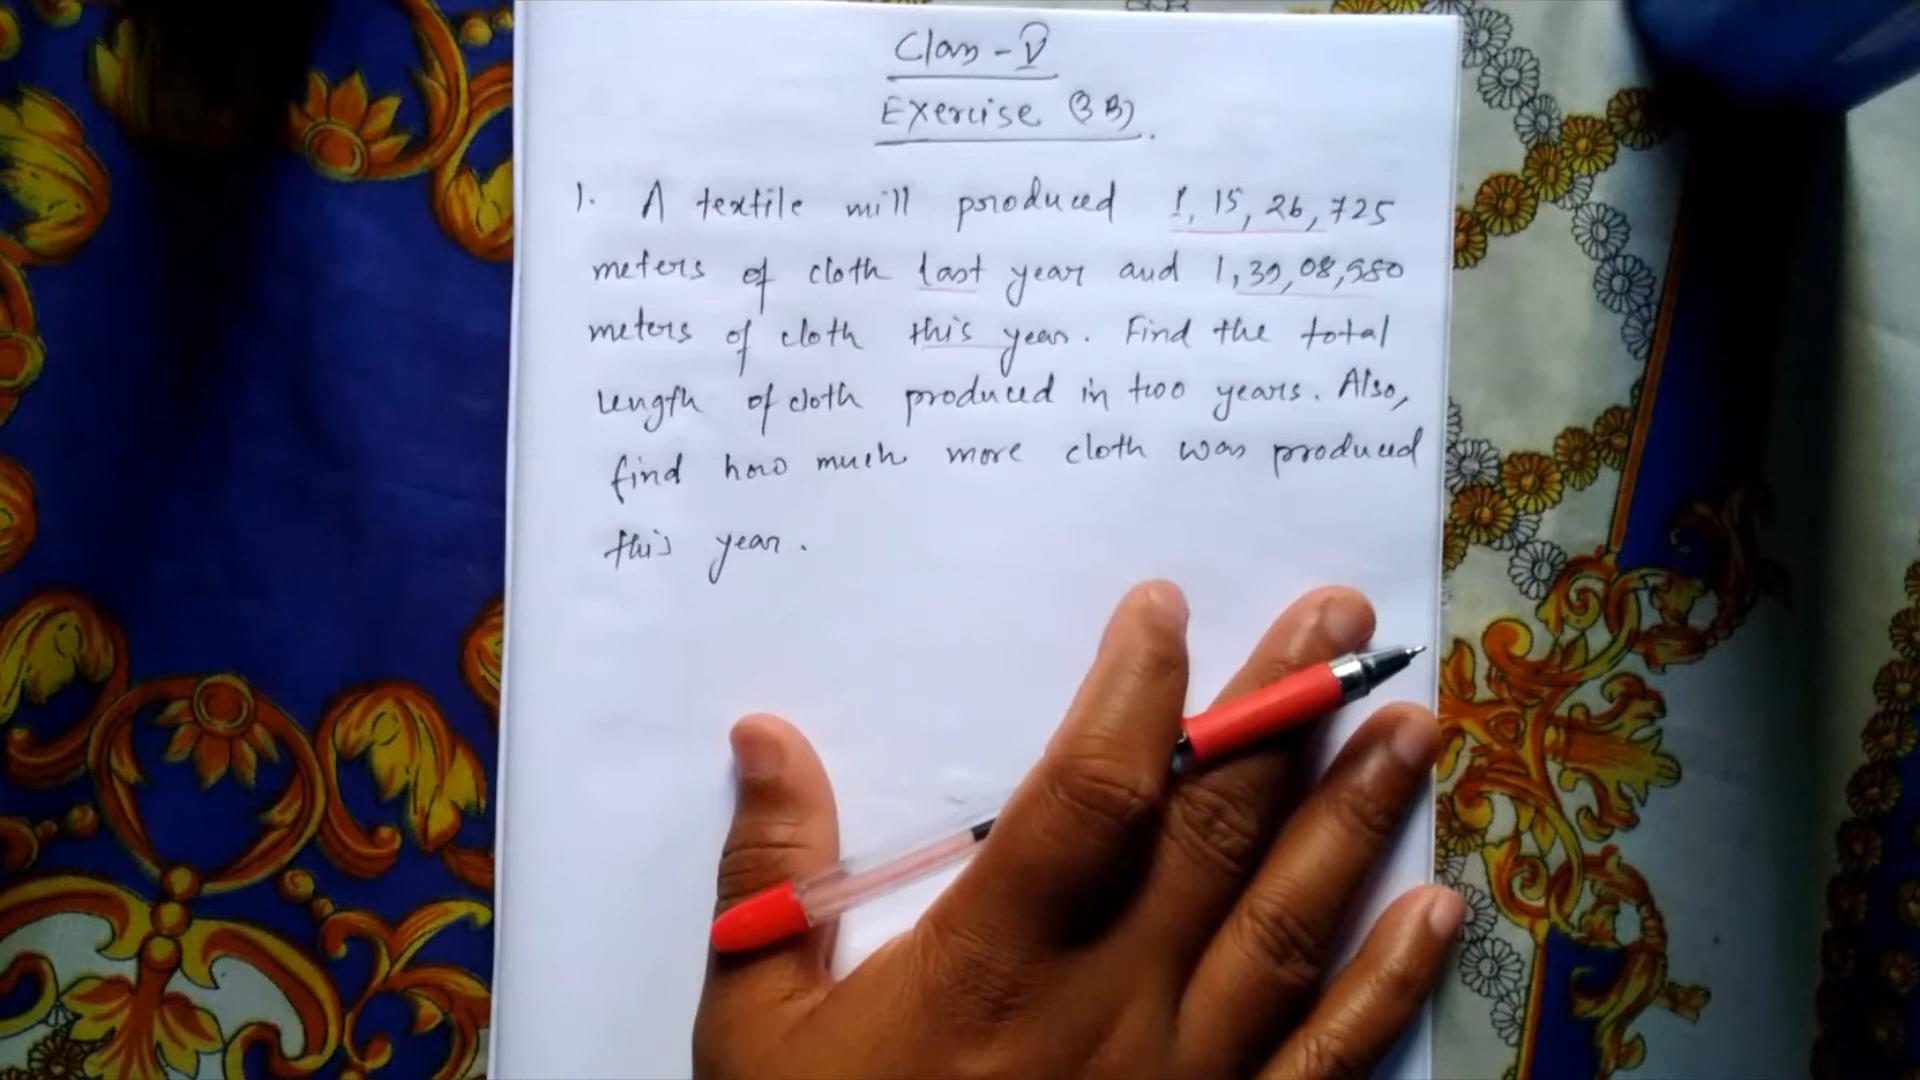 Class - V
Exercise (3B).
1. A textile mill produced 1,15,26,725
meters of cloth last year and 1,39,08,980
meters of cloth this year. Find the total
length of cloth produced in two years. Also,
find how much more cloth was produced
this year.